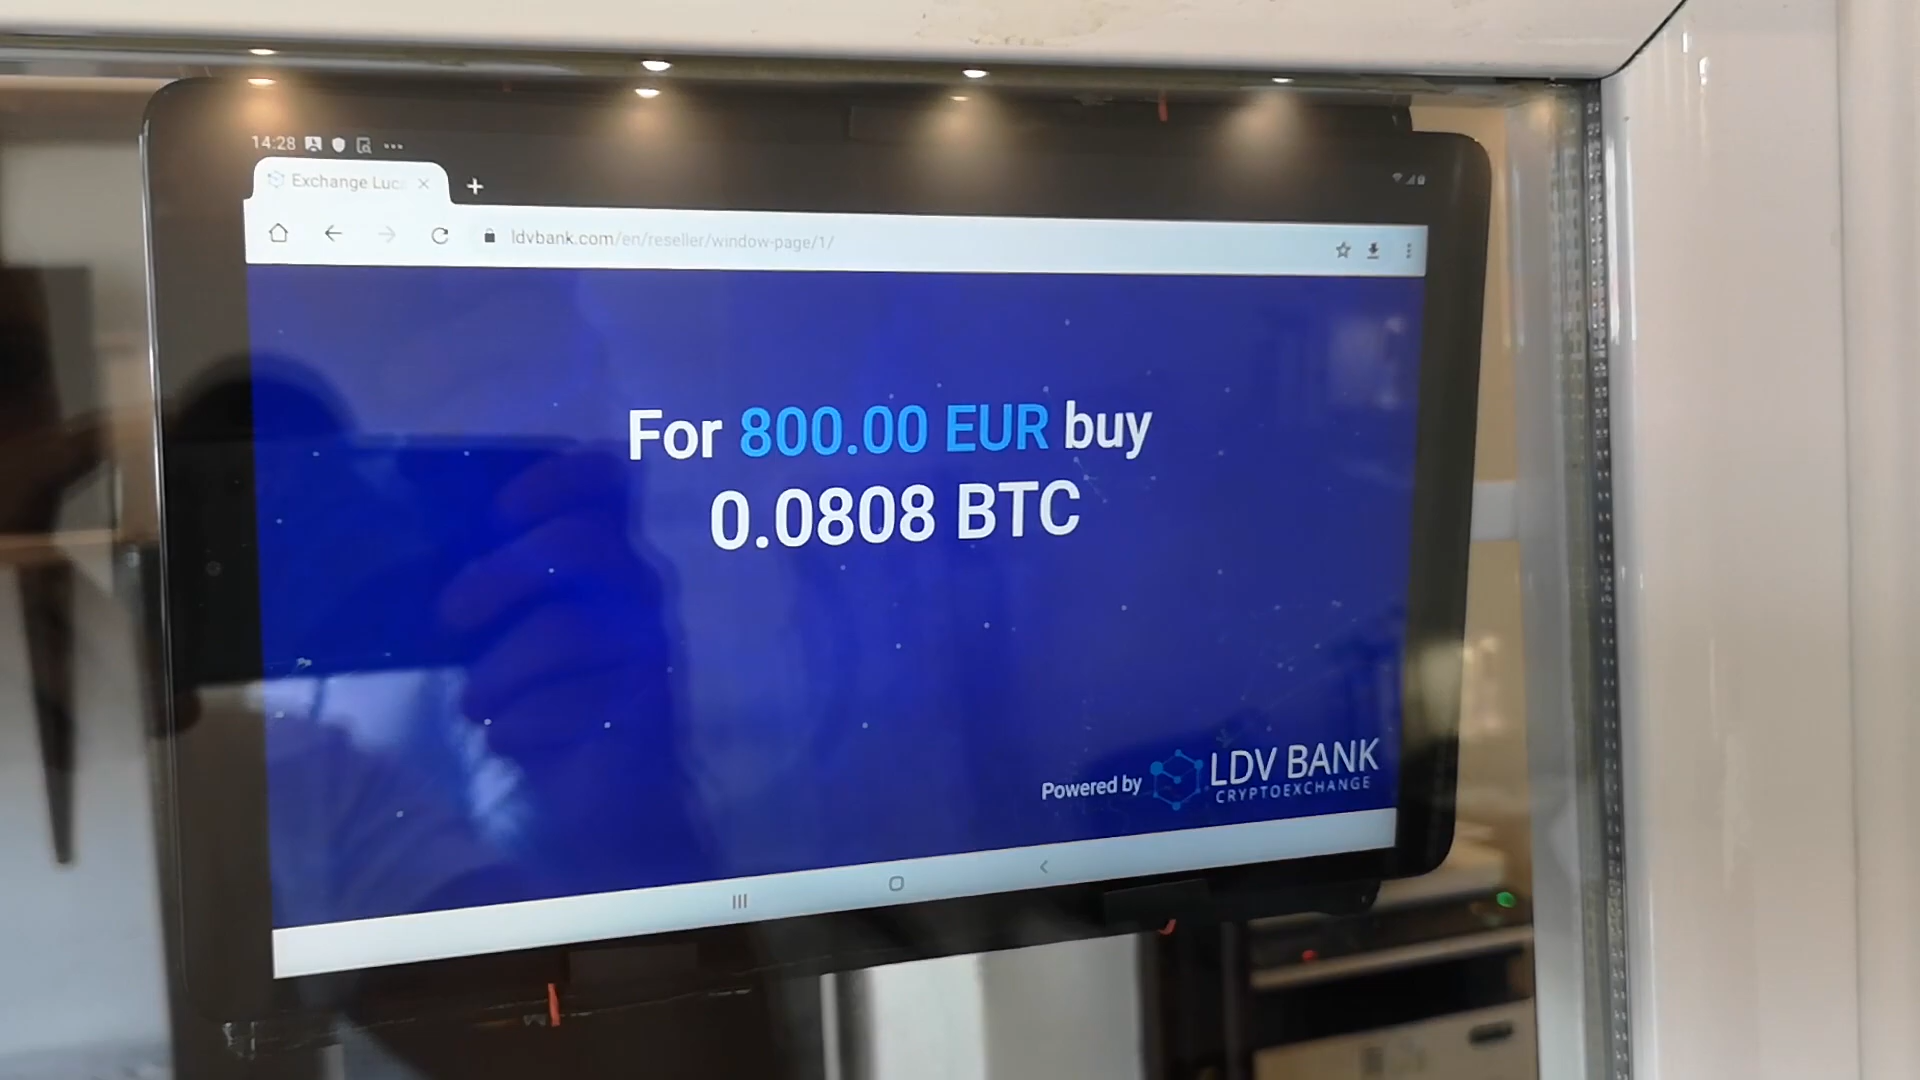 14:28
Exchange Luc
ldvbank.com/en/reseller/window-page/1/
For 800.00 EUR buy
0.0808 BTC
Powered by LDV BANK
CRYPTOEXCHANGE